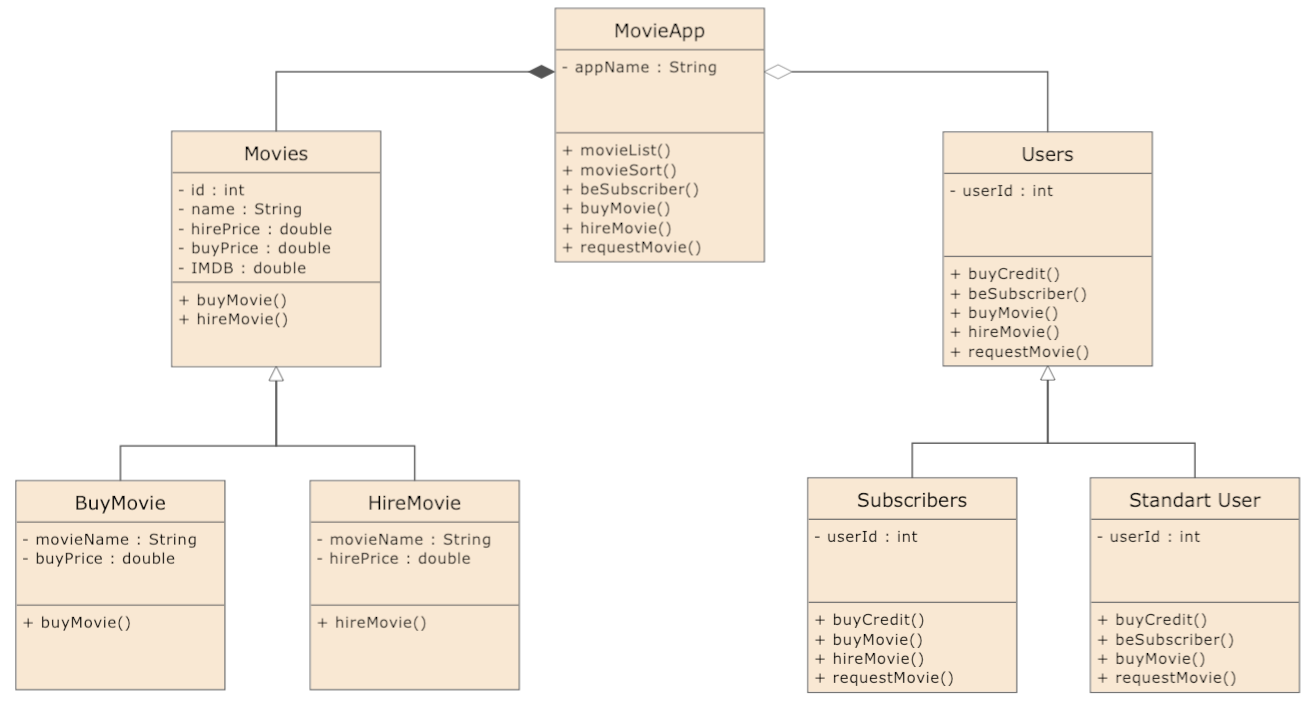 MovieApp
- appName : String
+ movieList()
+ movieSort()
+ beSubscriber()
+ buyMovie()
+ hireMovie()
+ requestMovie()
Movies
- id : int
- name : String
- hirePrice : double
- buyPrice : double
- IMDB : double
+ buyMovie()
+ hireMovie()
Users
- userId : int
+ buyCredit()
+ beSubscriber()
+ buyMovie()
+ hireMovie()
+ requestMovie()
BuyMovie
- movieName : String
- buyPrice : double
+ buyMovie()
HireMovie
- movieName : String
- hirePrice : double
+ hireMovie()
Subscribers
- userId : int
+ buyCredit()
+ buyMovie()
+ hireMovie()
+ requestMovie()
Standart User
- userId : int
+ buyCredit()
+ beSubscriber()
+ buyMovie()
+ requestMovie()